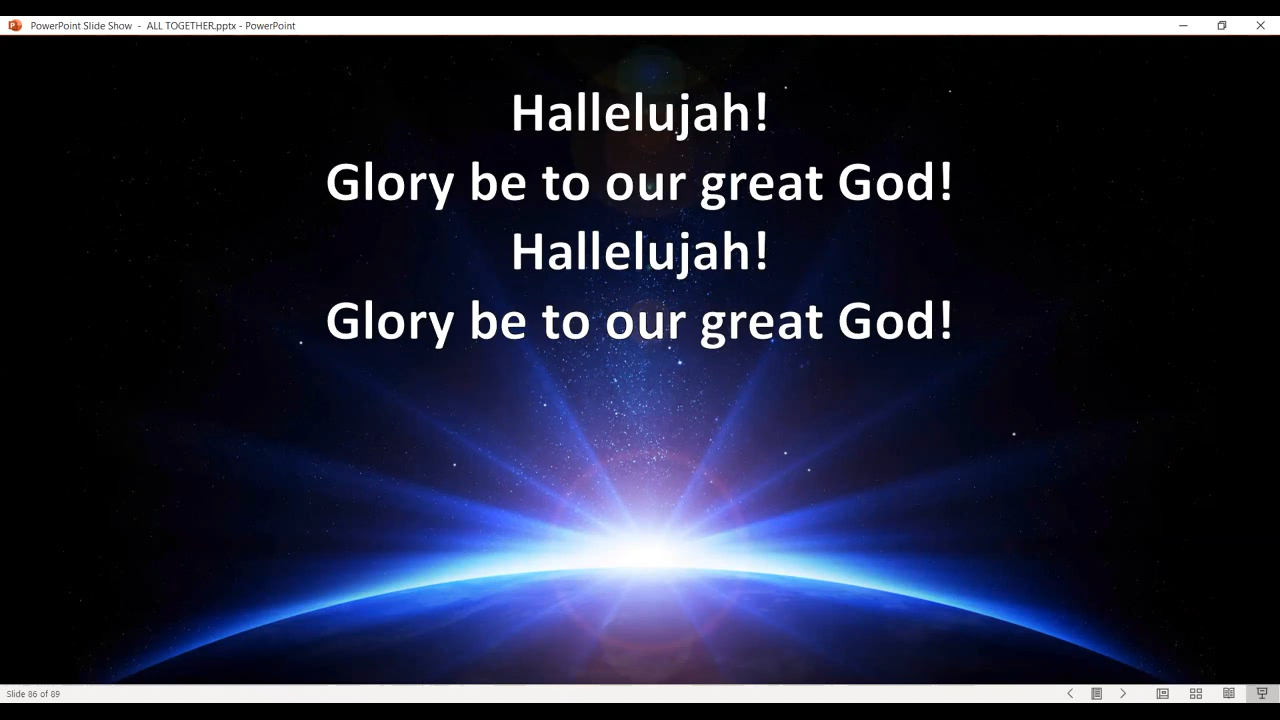 PowerPoint Slide Show - ALL TOGETHER.pptx - PowerPoint
Hallelujah!
Glory be to our great God!
Hallelujah!
Glory be to our great God!
Slide 86 of 89